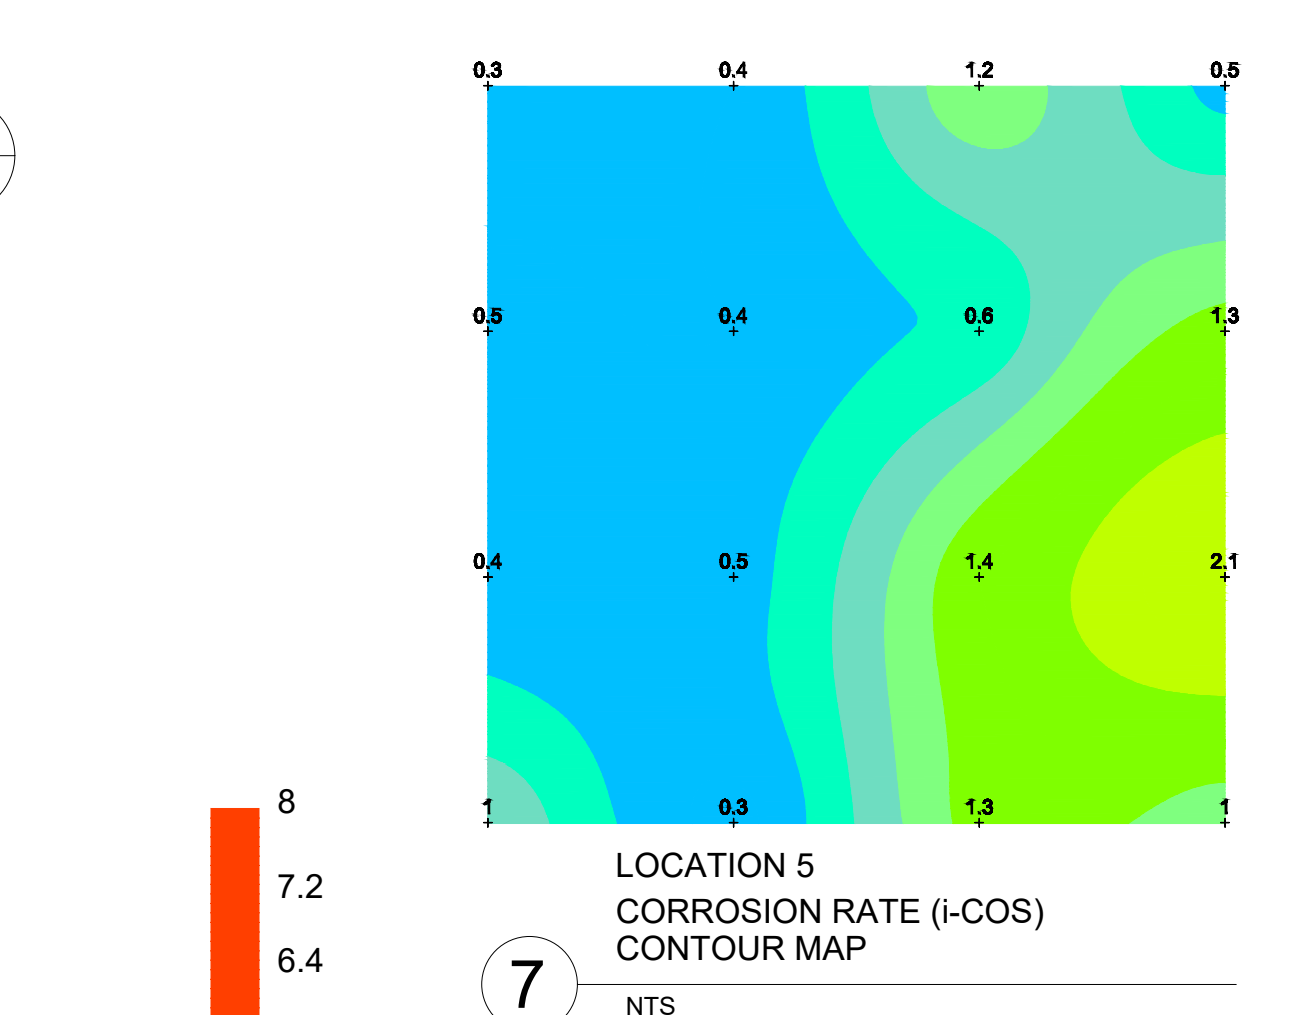 0.3 0.4 1.2 0.5
0.5 0.4 0.6 1.3
0.4 0.5 1.4 2.1
1 0.3 1.3 1
8
7.2
6.4
LOCATION 5
CORROSION RATE (i-COS)
CONTOUR MAP
7
NTS